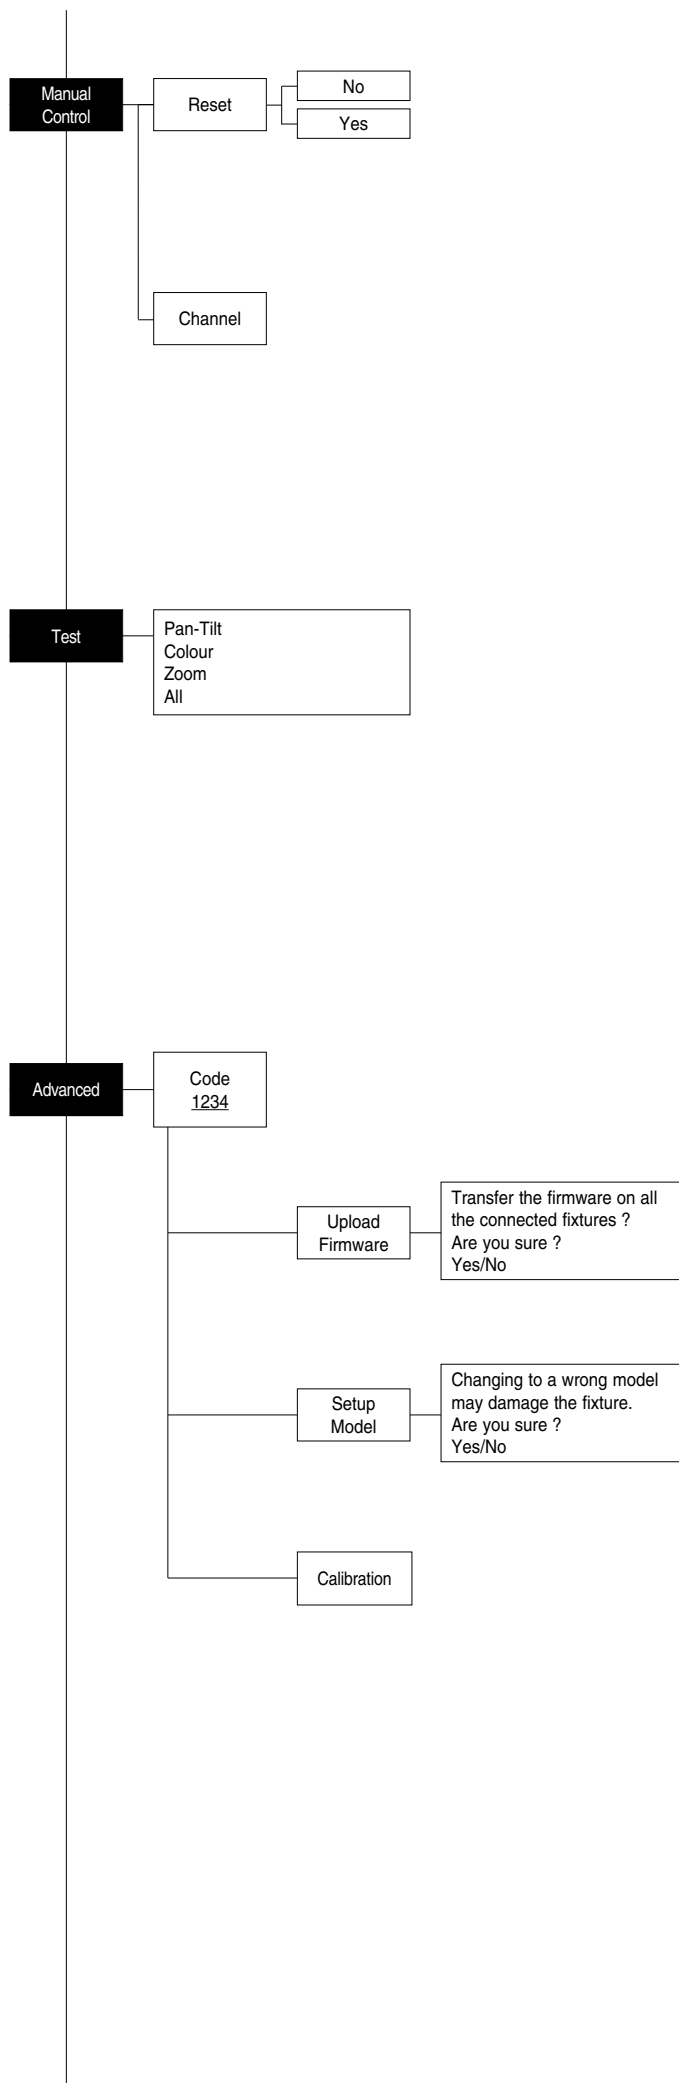 Manual
Control
Reset
No
Yes
Channel
Test
Pan-Tilt
Colour
Zoom
All
Advanced
Code
1234
Upload
Firmware
Transfer the firmware on all
the connected fixtures ?
Are you sure ?
Yes/No
Setup
Model
Changing to a wrong model
may damage the fixture.
Are you sure ?
Yes/No
Calibration